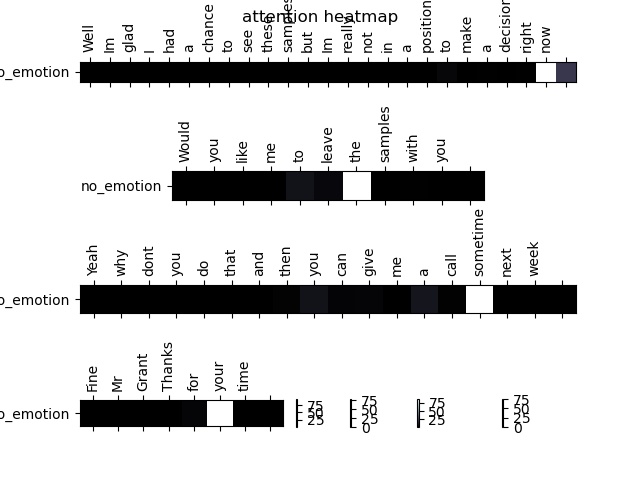 attention heatmap
Well Im glad I had a chance to see these samples but Im really not in a position to make a decision right now
no_emotion
Would you like me to leave the samples with you
no_emotion
Yeah why dont you do that and then you can give me a call sometime next week
no_emotion
Fine Mr Grant Thanks for your time
no_emotion
75 50 25
75 50 25 0
75 50 25
75 50 25 0